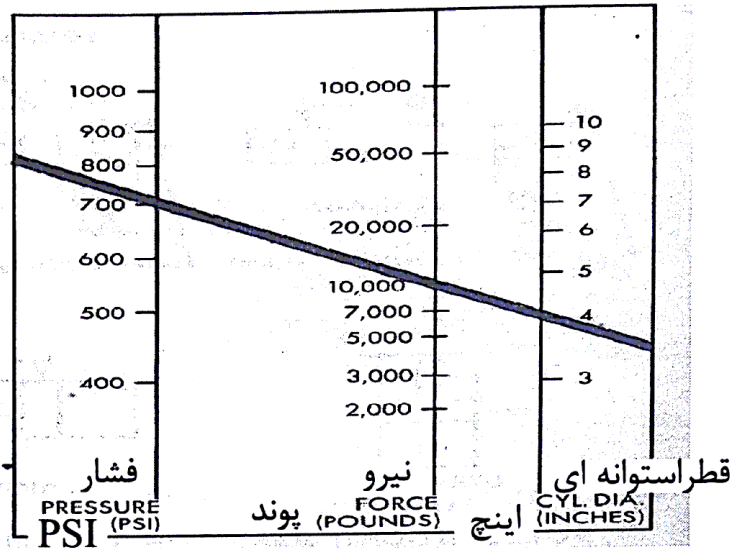 1000
900
800
700
600
500
400
فشار
PRESSURE
(PSI)
PSI
100,000
50,000
20,000
10,000
7,000
5,000
3,000
2,000
نیرو
FORCE
(POUNDS)
پوند
10
9
8
7
6
5
4
3
قطراستوانه ای
CYL. DIA.
(INCHES)
اینچ